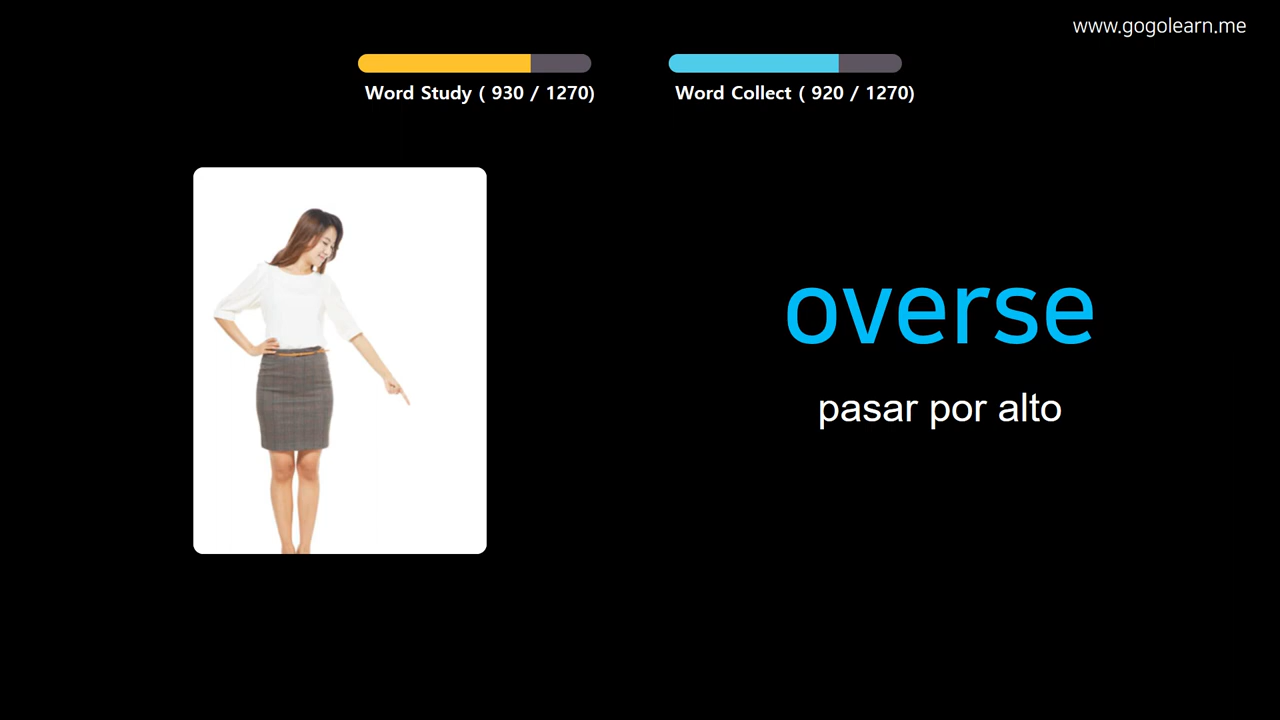 www.gogolearn.me
Word Study ( 930 / 1270)
Word Collect ( 920 / 1270)
overse
pasar por alto